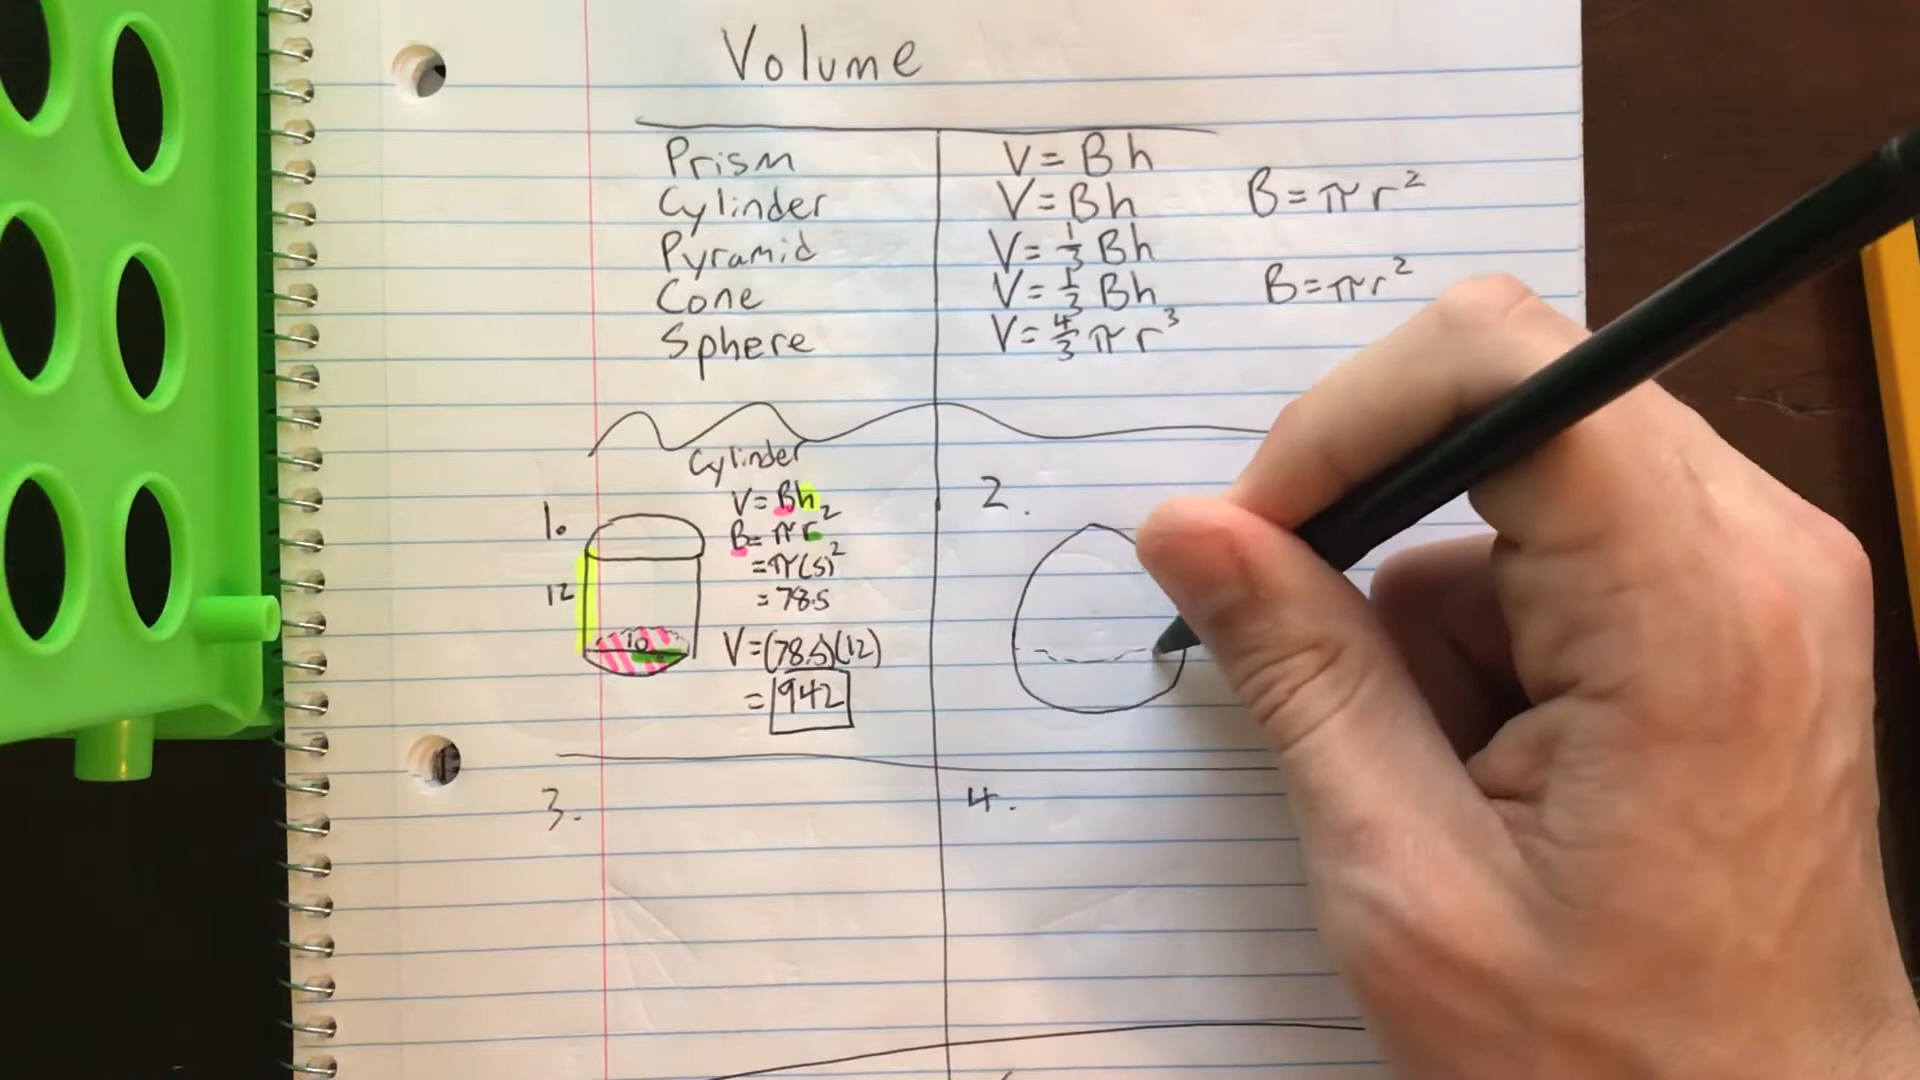 Volume
Prism V = Bh
Cylinder V = Bh B = πr²
Pyramid V = 1/3 Bh
Cone V = 1/3 Bh B = πr²
Sphere V = 4/3 πr³
Cylinder
1.
12
10
V = Bh
B = πr²
= π(5)²
= 78.5
V = (78.5)(12)
= 942
2.
3.
4.